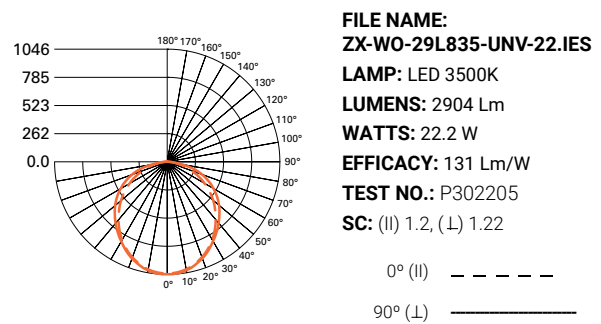 1046
785
523
262
0.0
180° 170° 160° 150° 140° 130° 120° 110° 100° 90° 80° 70° 60° 50° 40° 30° 20° 10° 0°
FILE NAME:
ZX-WO-29L835-UNV-22.IES
LAMP: LED 3500K
LUMENS: 2904 Lm
WATTS: 22.2 W
EFFICACY: 131 Lm/W
TEST NO.: P302205
SC: (II) 1.2, (⊥) 1.22
0° (II)
90° (⊥)